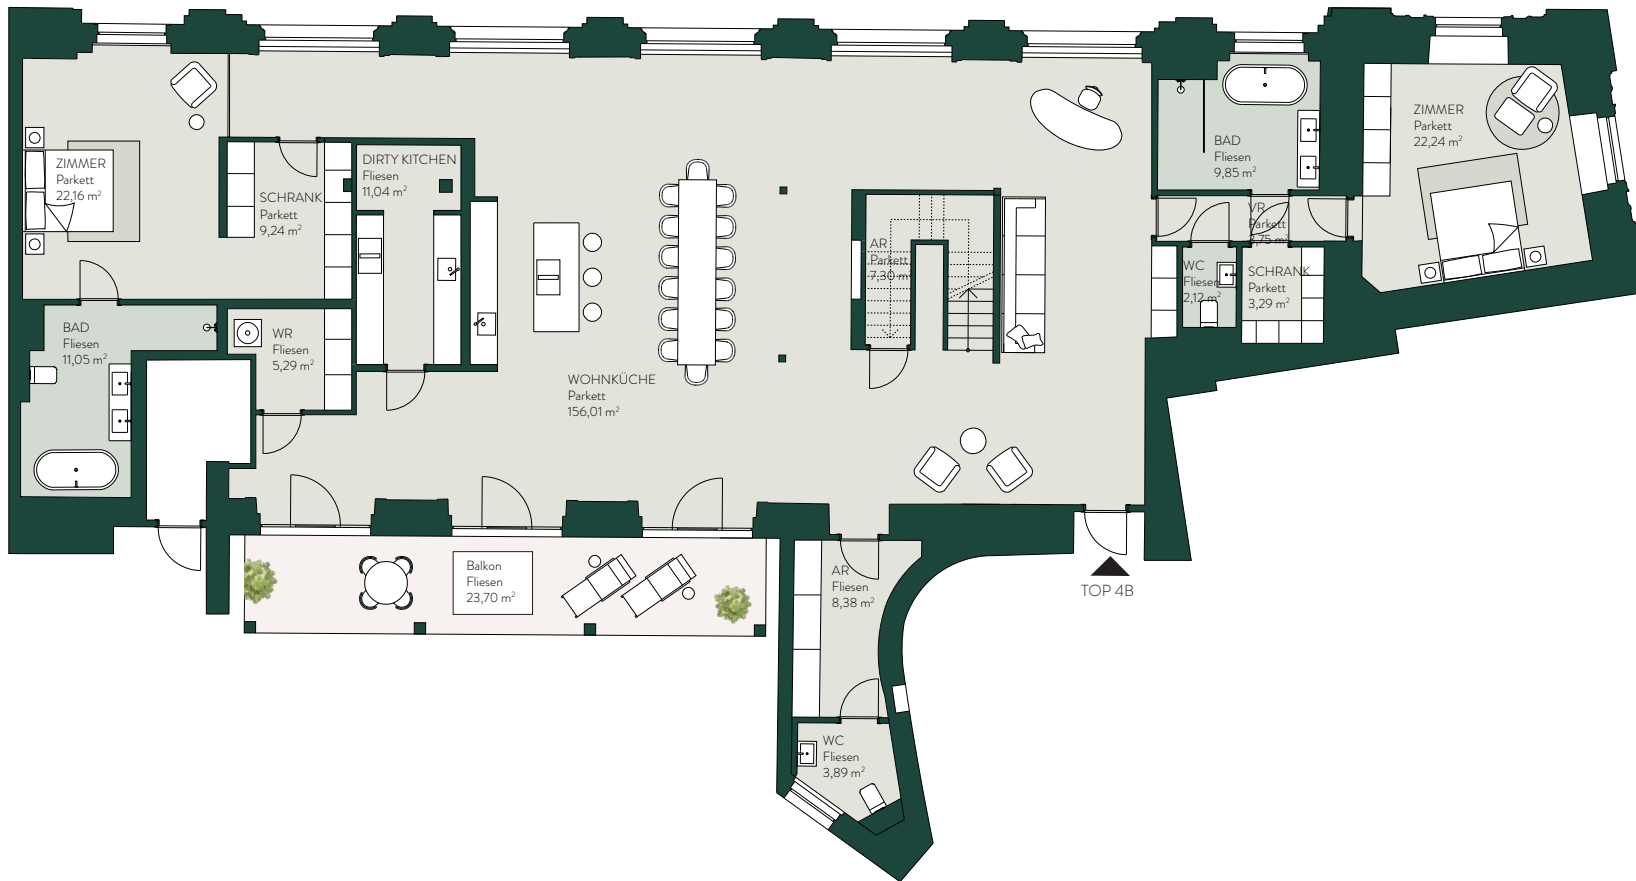 ZIMMER
Parkett
22,16 m²
SCHRANK
Parkett
9,24 m²
DIRTY KITCHEN
Fliesen
11,04 m²
BAD
Fliesen
11,05 m²
WR
Fliesen
5,29 m²
WOHNKÜCHE
Parkett
156,01 m²
AR
Parkett
7,30 m²
BAD
Fliesen
9,85 m²
VR
Parkett
3,75 m²
WC
Fliesen
2,12 m²
SCHRANK
Parkett
3,29 m²
ZIMMER
Parkett
22,24 m²
Balkon
Fliesen
23,70 m²
AR
Fliesen
8,38 m²
WC
Fliesen
3,89 m²
TOP 4B